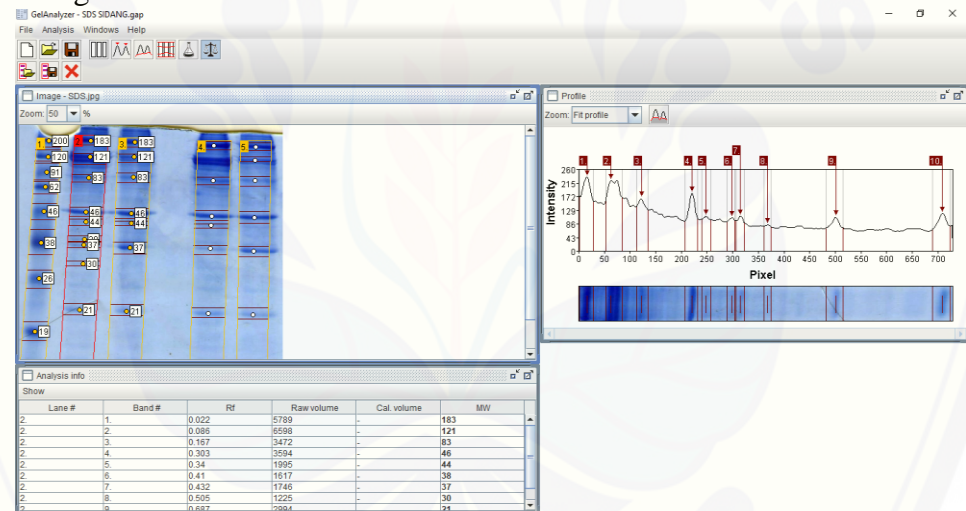 GelAnalyzer - SDS SIDANG.gap
File Analysis Windows Help
Image - SDS.jpg
Zoom: 50 %
1. 200 2. 183 3. 183 4. 5.
120 121 121
91
62 83 83
46 46 46
44 44
38 37 37
26 30
21 21
19
Profile
Zoom: Fit profile
1 2 3 4 5 6 7 8 9 10
Intensity
260
215
172
129
86
43
0
0 50 100 150 200 250 300 350 400 450 500 550 600 650 700
Pixel
Analysis info
Show
Lane # Band # Rf Raw volume Cal. volume MW
2. 1. 0.022 5789 - 183
2. 2. 0.086 6598 - 121
2. 3. 0.167 3472 - 83
2. 4. 0.303 3594 - 46
2. 5. 0.34 1995 - 44
2. 6. 0.41 1617 - 38
2. 7. 0.432 1746 - 37
2. 8. 0.505 1225 - 30
2. 9. 0.687 2994 - 21